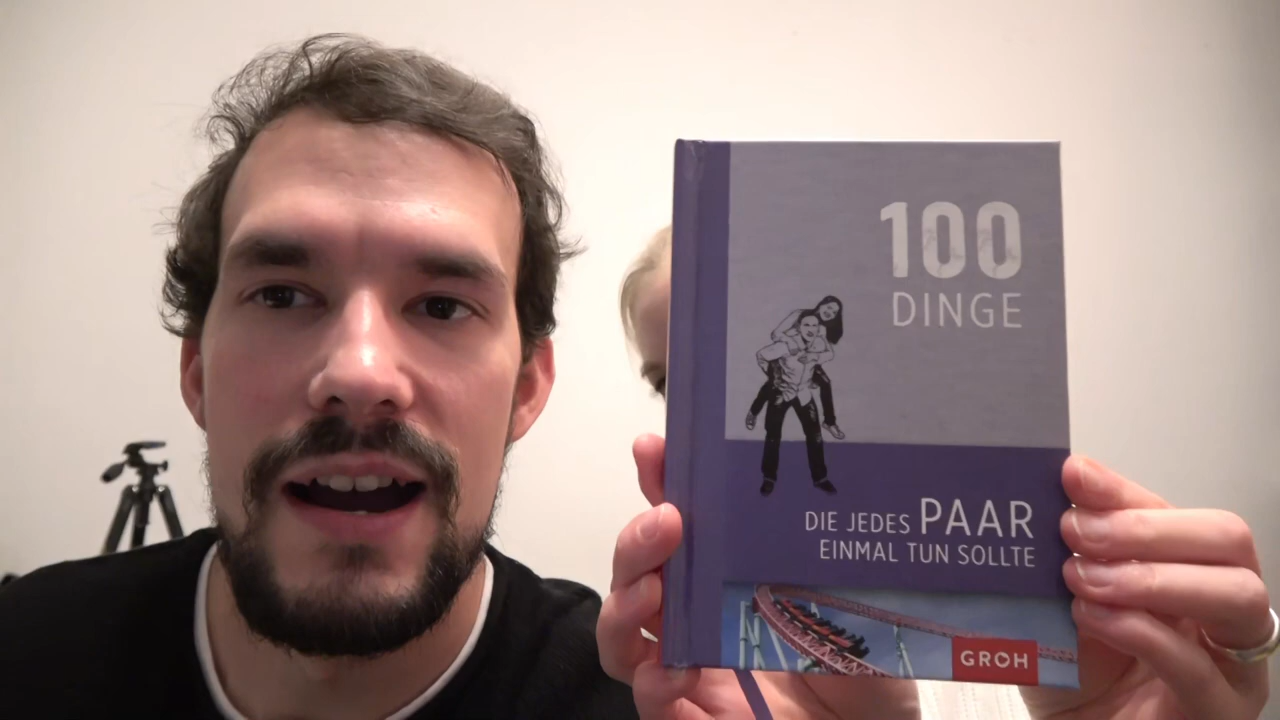 100
DINGE
DIE JEDES PAAR
EINMAL TUN SOLLTE
GROH